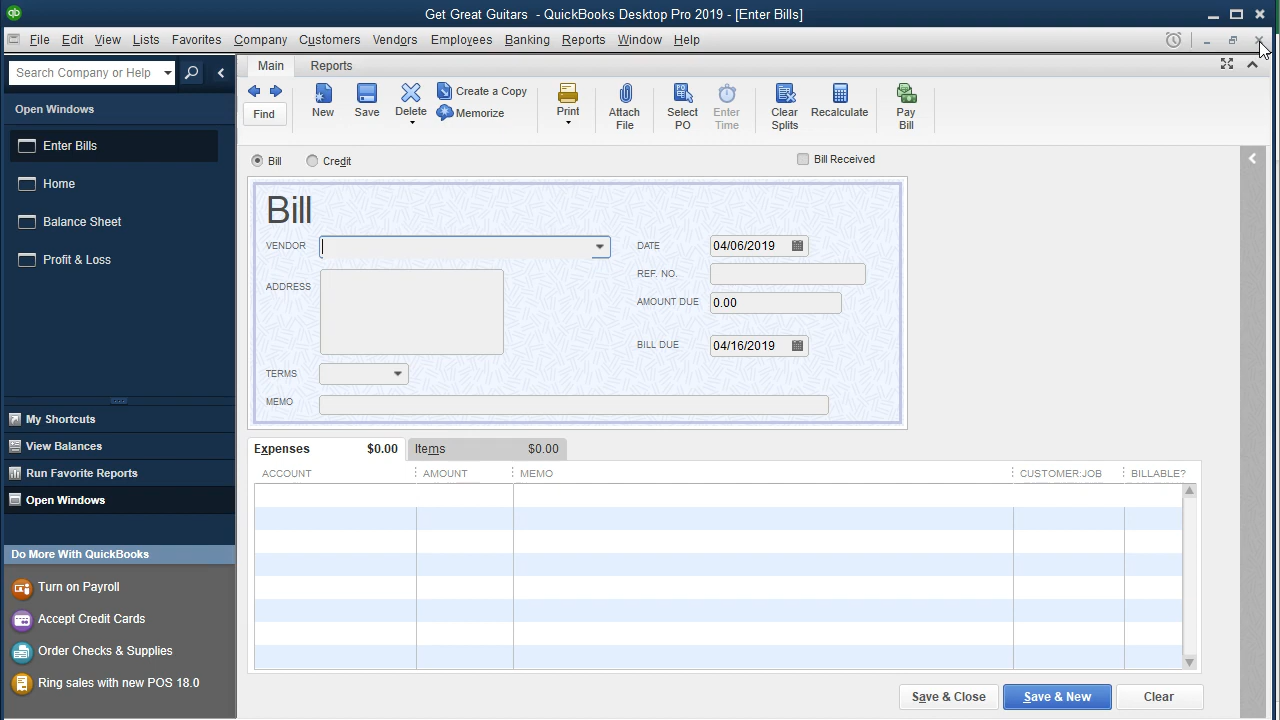 Get Great Guitars - QuickBooks Desktop Pro 2019 - [Enter Bills]
File Edit View Lists Favorites Company Customers Vendors Employees Banking Reports Window Help
Search Company or Help
Main Reports
Open Windows
Find
New
Save
Delete
Create a Copy
Memorize
Print
Attach
File
Select
PO
Enter
Time
Clear
Splits
Recalculate
Pay
Bill
Enter Bills
Home
Balance Sheet
Profit & Loss
Bill
Credit
Bill Received
Bill
VENDOR
DATE 04/06/2019
REF. NO.
ADDRESS
AMOUNT DUE 0.00
BILL DUE 04/16/2019
TERMS
MEMO
My Shortcuts
View Balances
Run Favorite Reports
Open Windows
Do More With QuickBooks
Turn on Payroll
Accept Credit Cards
Order Checks & Supplies
Ring sales with new POS 18.0
Expenses $0.00 Items $0.00
ACCOUNT AMOUNT MEMO CUSTOMER:JOB BILLABLE?
Save & Close Save & New Clear